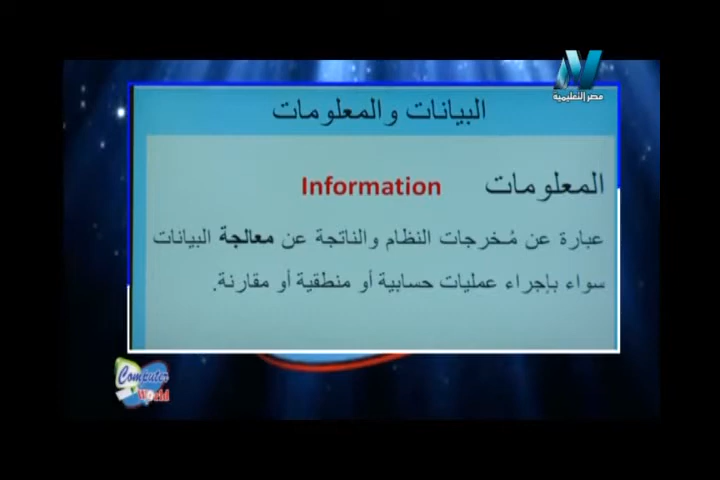 مصر التعليمية
البيانات والمعلومات
المعلومات Information
عبارة عن مُخرجات النظام والناتجة عن معالجة البيانات
سواء بإجراء عمليات حسابية أو منطقية أو مقارنة.
Computer
World